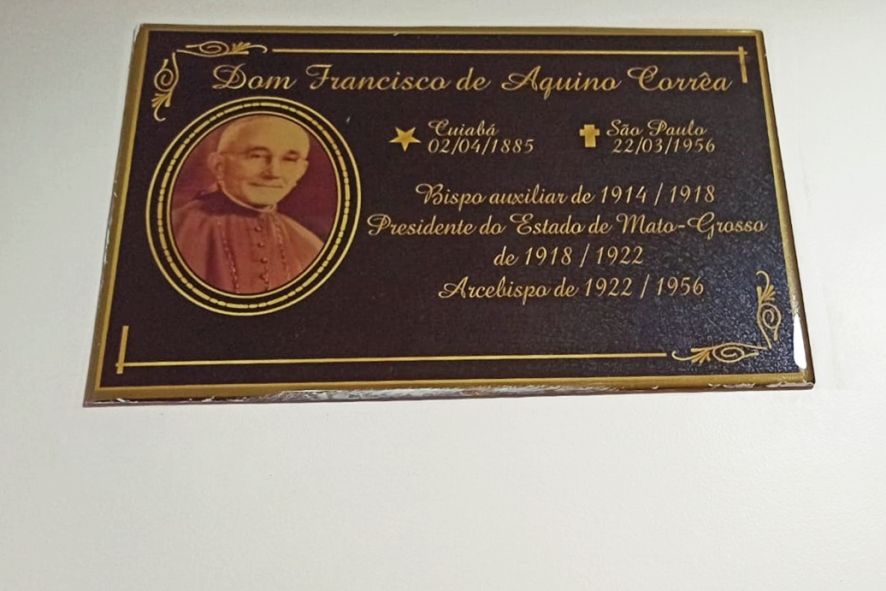 Dom Francisco de Aquino Corrêa
Cuiabá
02/04/1885
São Paulo
22/03/1956
Bispo auxiliar de 1914 / 1918
Presidente do Estado de Mato-Grosso
de 1918 / 1922
Arcebispo de 1922 / 1956